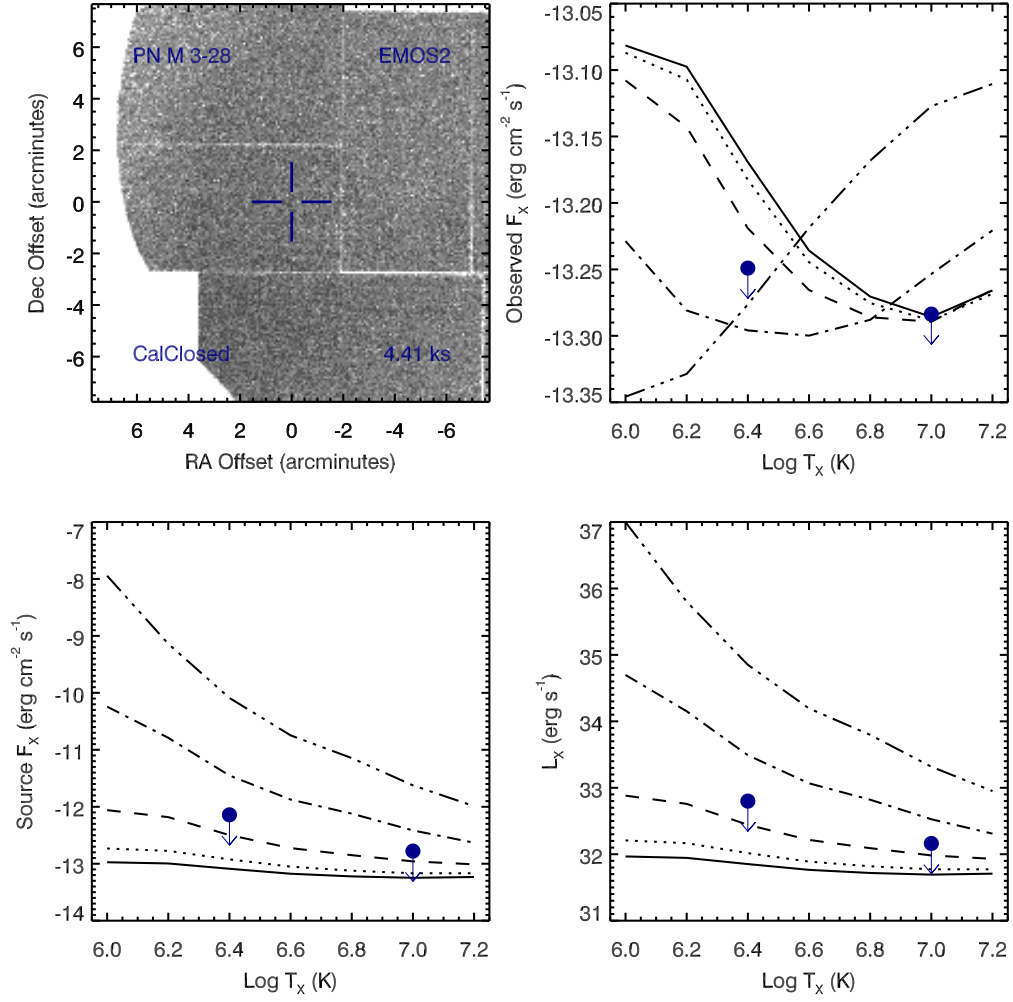 PN M 3-28
EMOS2
CalClosed
4.41 ks
6
4
2
0
-2
-4
-6
Dec Offset (arcminutes)
6 4 2 0 -2 -4 -6
RA Offset (arcminutes)
-13.05
-13.10
-13.15
-13.20
-13.25
-13.30
-13.35
Observed Fₓ (erg cm⁻² s⁻¹)
6.0 6.2 6.4 6.6 6.8 7.0 7.2
Log Tₓ (K)
-7
-8
-9
-10
-11
-12
-13
-14
Source Fₓ (erg cm⁻² s⁻¹)
6.0 6.2 6.4 6.6 6.8 7.0 7.2
Log Tₓ (K)
37
36
35
34
33
32
31
Lₓ (erg s⁻¹)
6.0 6.2 6.4 6.6 6.8 7.0 7.2
Log Tₓ (K)